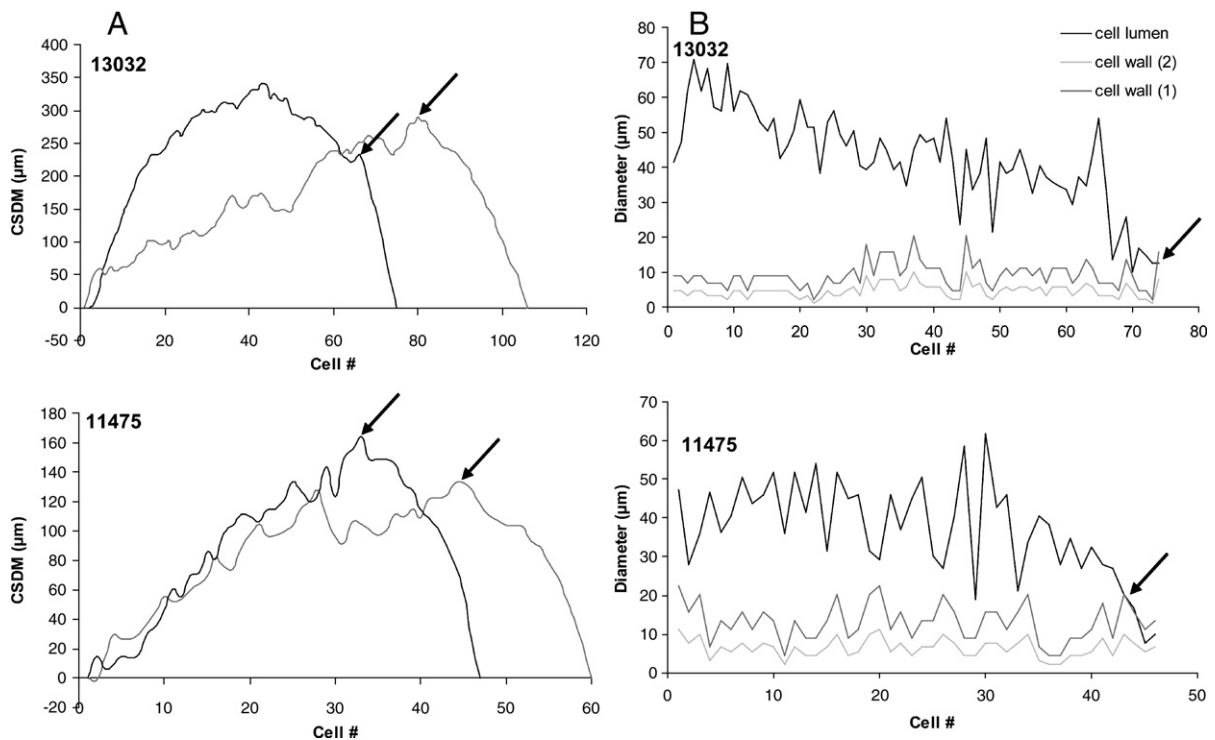 A
400
350
300
250
200
150
100
50
0
-50
CSDM (µm)
13032
0 20 40 60 80 100 120
Cell #
B
80
70
60
50
40
30
20
10
0
Diameter (µm)
13032
cell lumen
cell wall (2)
cell wall (1)
0 10 20 30 40 50 60 70 80
Cell #
180
160
140
120
100
80
60
40
20
0
-20
CSDM (µm)
11475
0 10 20 30 40 50 60
Cell #
70
60
50
40
30
20
10
0
Diameter (µm)
11475
0 10 20 30 40 50
Cell #